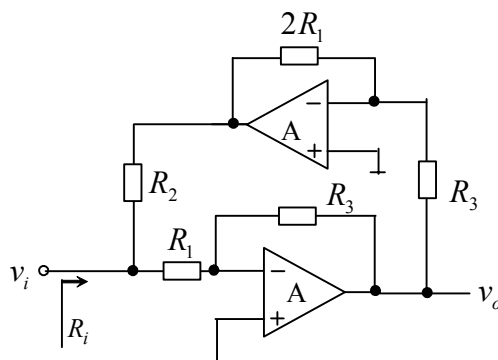 2R₁
A
−
+
R₂
R₃
R₃
R₁
vᵢ
A
−
+
vₒ
Rᵢ